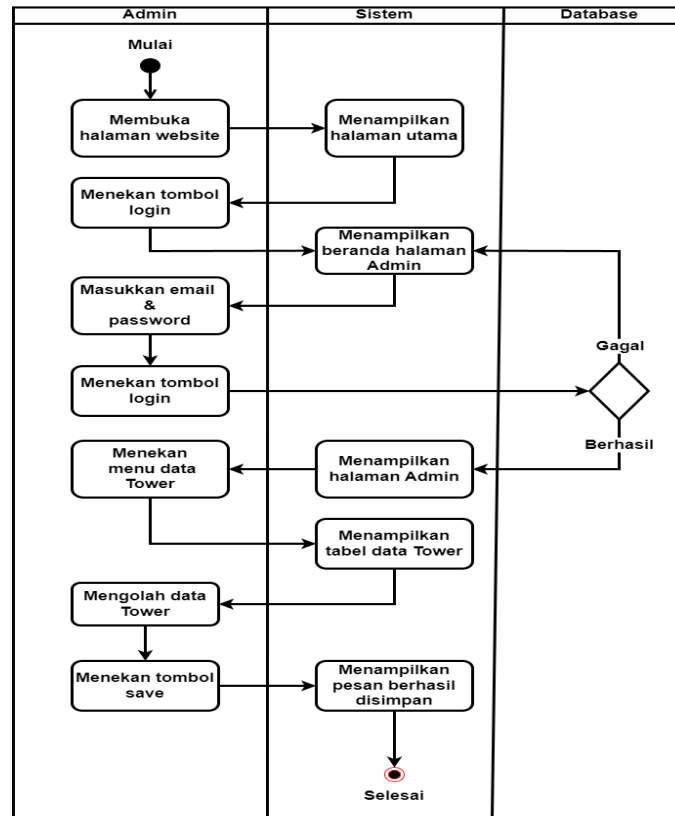 Admin
Sistem
Database
Mulai
Membuka
halaman website
Menampilkan
halaman utama
Menekan tombol
login
Menampilkan
beranda halaman
Admin
Masukkan email
&
password
Gagal
Menekan tombol
login
Berhasil
Menekan
menu data
Tower
Menampilkan
halaman Admin
Menampilkan
tabel data Tower
Mengolah data
Tower
Menekan tombol
save
Menampilkan
pesan berhasil
disimpan
Selesai